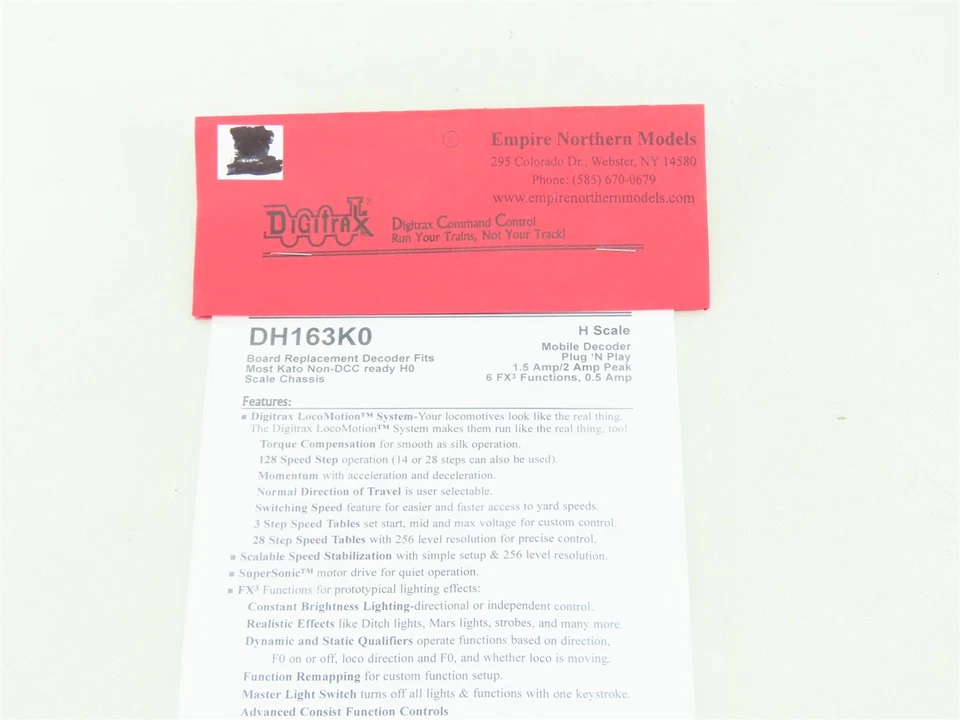 Empire Northern Models
295 Colorado Dr., Webster, NY 14580
Phone: (585) 670-0679
www.empirenorthernmodels.com
DIGITRAX®
Digitrax Command Control
Run Your Trains, Not Your Track!
DH163K0
Board Replacement Decoder Fits
Most Kato Non-DCC ready H0
Scale Chassis
H Scale
Mobile Decoder
Plug 'N Play
1.5 Amp/2 Amp Peak
6 FX³ Functions, 0.5 Amp
Features:
▪ Digitrax LocoMotion™ System-Your locomotives look like the real thing.
The Digitrax LocoMotion™ System makes them run like the real thing, too!
Torque Compensation for smooth as silk operation.
128 Speed Step operation (14 or 28 steps can also be used).
Momentum with acceleration and deceleration.
Normal Direction of Travel is user selectable.
Switching Speed feature for easier and faster access to yard speeds.
3 Step Speed Tables set start, mid and max voltage for custom control.
28 Step Speed Tables with 256 level resolution for precise control.
▪ Scalable Speed Stabilization with simple setup & 256 level resolution.
▪ SuperSonic™ motor drive for quiet operation.
▪ FX³ Functions for prototypical lighting effects:
Constant Brightness Lighting-directional or independent control.
Realistic Effects like Ditch lights, Mars lights, strobes, and many more.
Dynamic and Static Qualifiers operate functions based on direction,
F0 on or off, loco direction and F0, and whether loco is moving.
Function Remapping for custom function setup.
Master Light Switch turns off all lights & functions with one keystroke.
Advanced Consist Function Controls